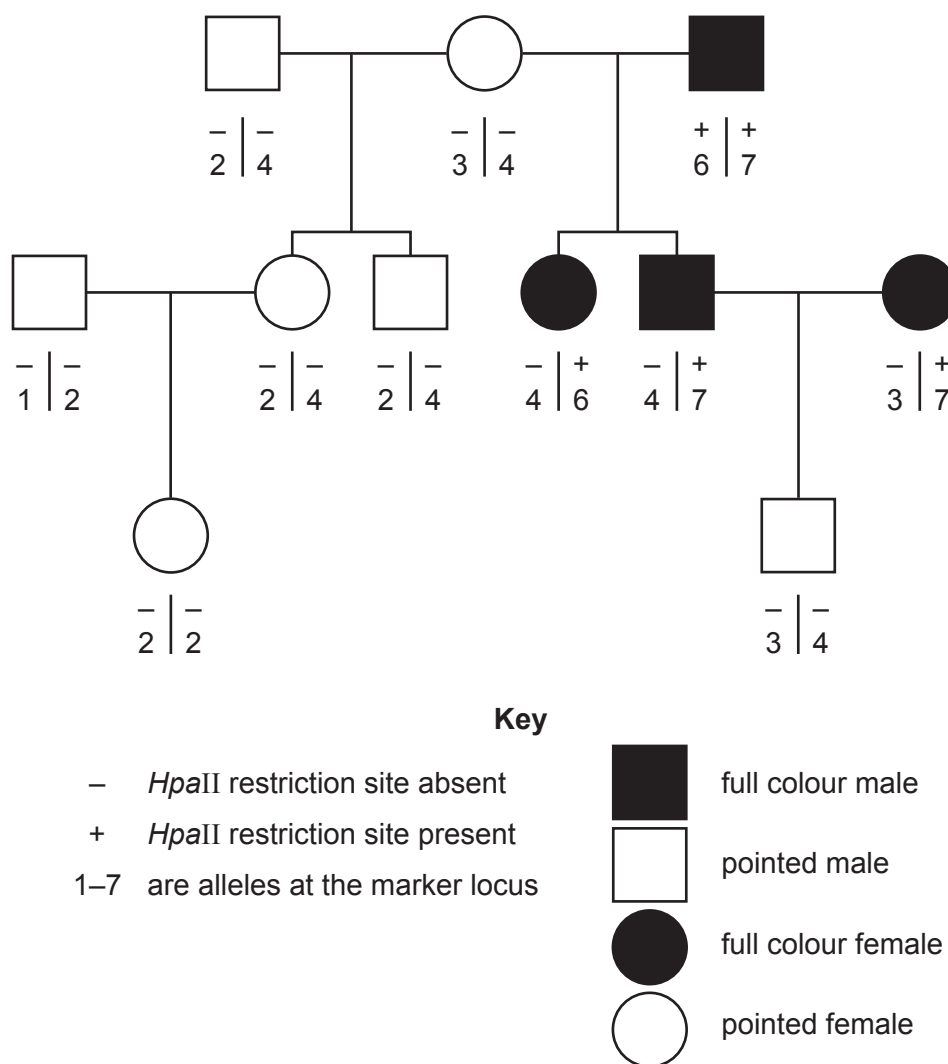 – | – – | – + | +
2 | 4 3 | 4 6 | 7
– | – – | – – | – – | + – | + – | +
1 | 2 2 | 4 2 | 4 4 | 6 4 | 7 3 | 7
– | – – | –
2 | 2 3 | 4
Key
– HpaII restriction site absent
+ HpaII restriction site present
1–7 are alleles at the marker locus
full colour male
pointed male
full colour female
pointed female